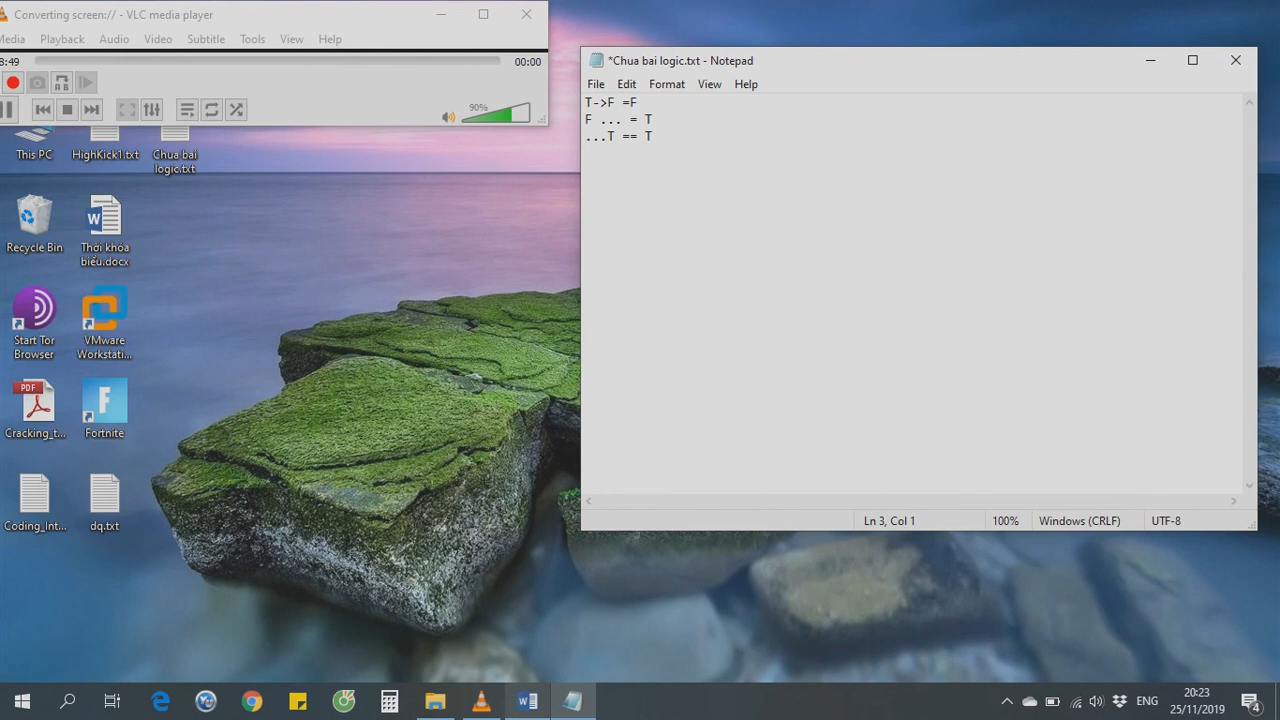 Converting screen:// - VLC media player
Media Playback Audio Video Subtitle Tools View Help
8:49 00:00
A B
90%
*Chua bai logic.txt - Notepad
File Edit Format View Help
T->F =F
F ... = T
...T == T
Ln 3, Col 1 100% Windows (CRLF) UTF-8
This PC
HighKick1.txt
Chua bai
logic.txt
Recycle Bin
Thời khóa
biểu.docx
Start Tor
Browser
VMware
Workstati...
PDF
Cracking_t...
Fortnite
Coding_Int...
dq.txt
ENG
20:23
25/11/2019
4